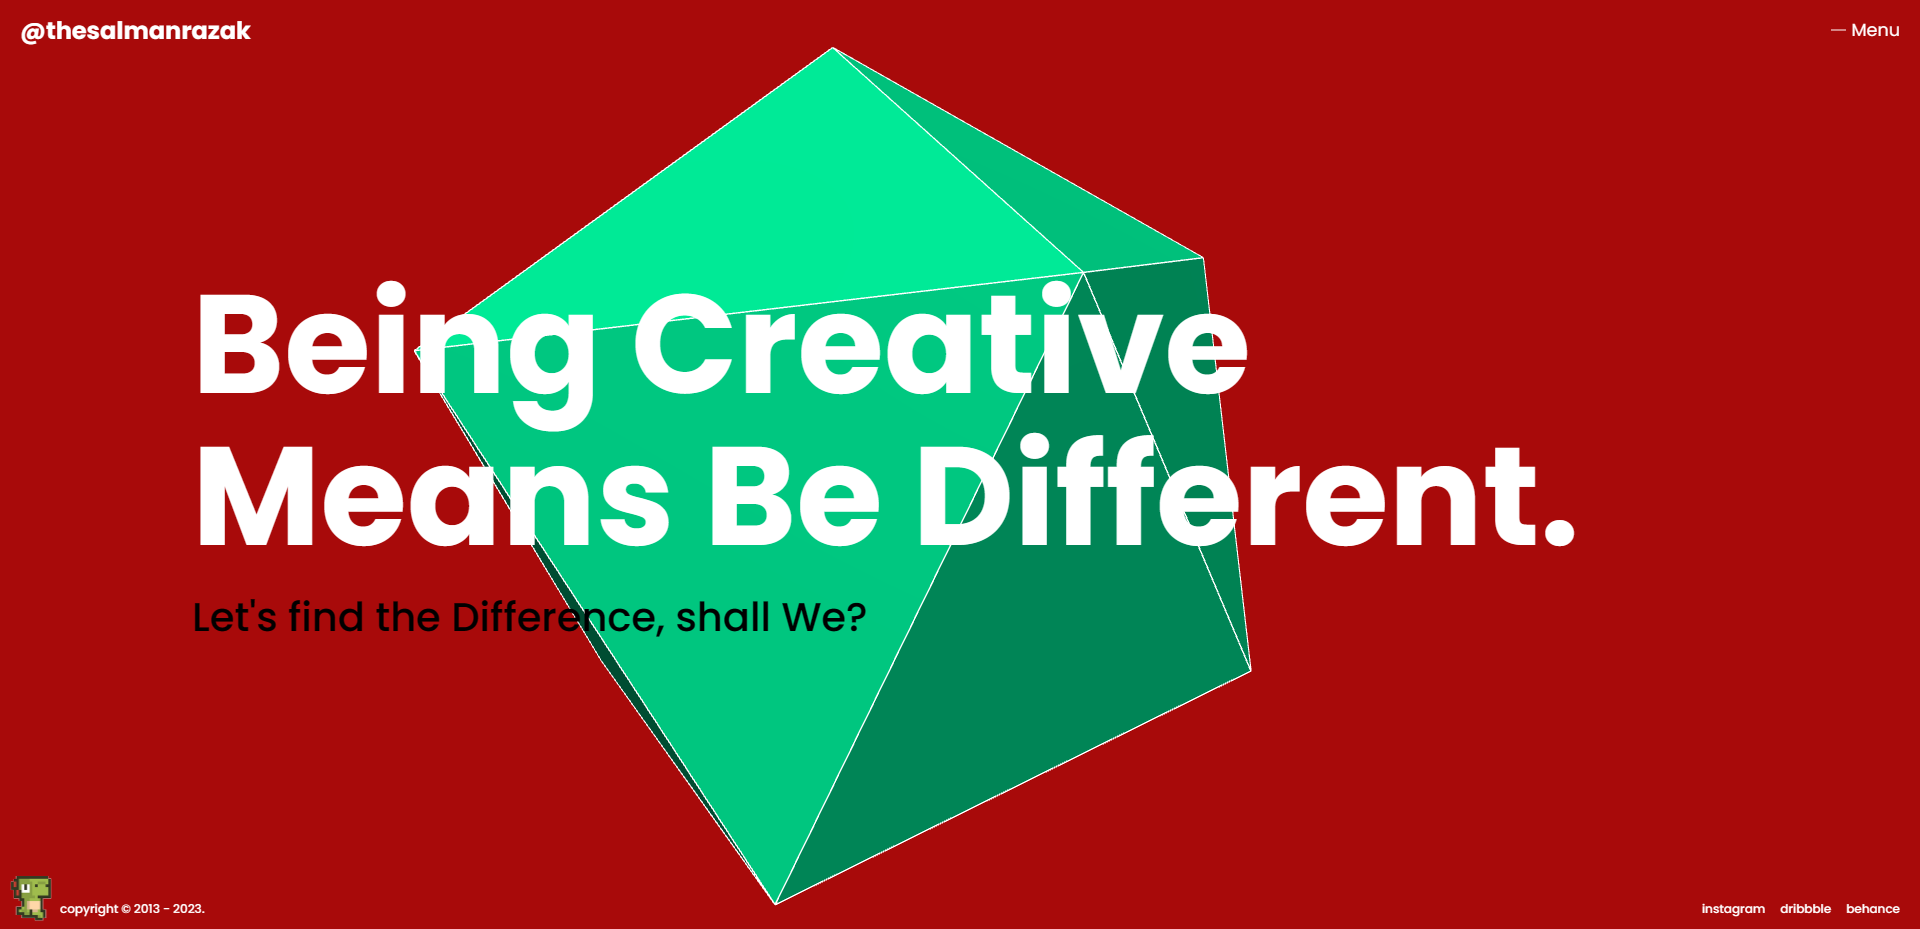 @thesalmanrazak
— Menu
Being Creative
Means Be Different.
Let's find the Difference, shall We?
copyright © 2013 - 2023.
instagram dribbble behance